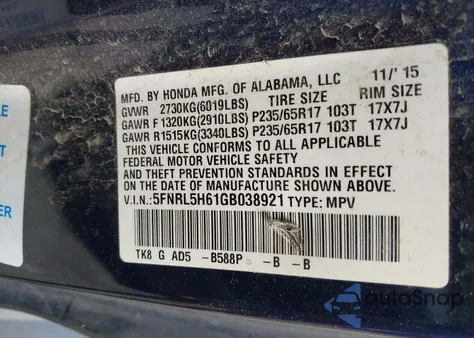 MFD. BY HONDA MFG. OF ALABAMA, LLC 11/'15
GVWR 2730KG(6019LBS) TIRE SIZE RIM SIZE
GAWR F 1320KG(2910LBS) P235/65R17 103T 17X7J
GAWR R 1515KG(3340LBS) P235/65R17 103T 17X7J
THIS VEHICLE CONFORMS TO ALL APPLICABLE
FEDERAL MOTOR VEHICLE SAFETY
AND THEFT PREVENTION STANDARDS IN EFFECT
ON THE DATE OF MANUFACTURE SHOWN ABOVE.
V.I.N.:5FNRL5H61GB038921 TYPE: MPV
TK8 G AD5 -B588P -B -B
AutoSnap